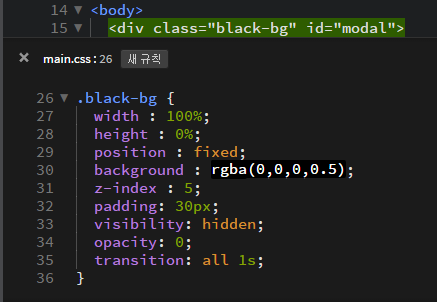 14 <body>
15 <div class="black-bg" id="modal">
× main.css : 26 새 규칙
26 .black-bg {
27 width : 100%;
28 height : 0%;
29 position : fixed;
30 background : rgba(0,0,0,0.5);
31 z-index : 5;
32 padding: 30px;
33 visibility: hidden;
34 opacity: 0;
35 transition: all 1s;
36 }